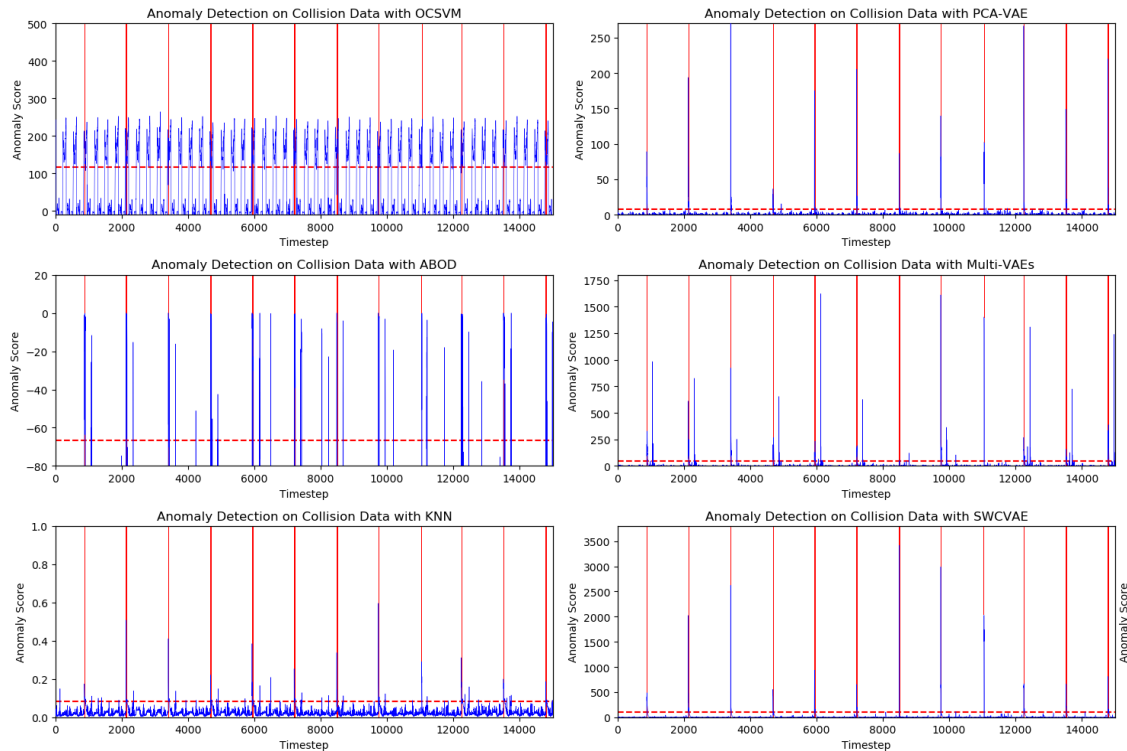 Anomaly Detection on Collision Data with OCSVM
Anomaly Score
500
400
300
200
100
0
0 2000 4000 6000 8000 10000 12000 14000
Timestep
Anomaly Detection on Collision Data with PCA-VAE
Anomaly Score
250
200
150
100
50
0
0 2000 4000 6000 8000 10000 12000 14000
Timestep
Anomaly Detection on Collision Data with ABOD
Anomaly Score
20
0
−20
−40
−60
−80
0 2000 4000 6000 8000 10000 12000 14000
Timestep
Anomaly Detection on Collision Data with Multi-VAEs
Anomaly Score
1750
1500
1250
1000
750
500
250
0
0 2000 4000 6000 8000 10000 12000 14000
Timestep
Anomaly Detection on Collision Data with KNN
Anomaly Score
1.0
0.8
0.6
0.4
0.2
0.0
0 2000 4000 6000 8000 10000 12000 14000
Timestep
Anomaly Detection on Collision Data with SWCVAE
Anomaly Score
3500
3000
2500
2000
1500
1000
500
0
0 2000 4000 6000 8000 10000 12000 14000
Timestep
Anomaly Score